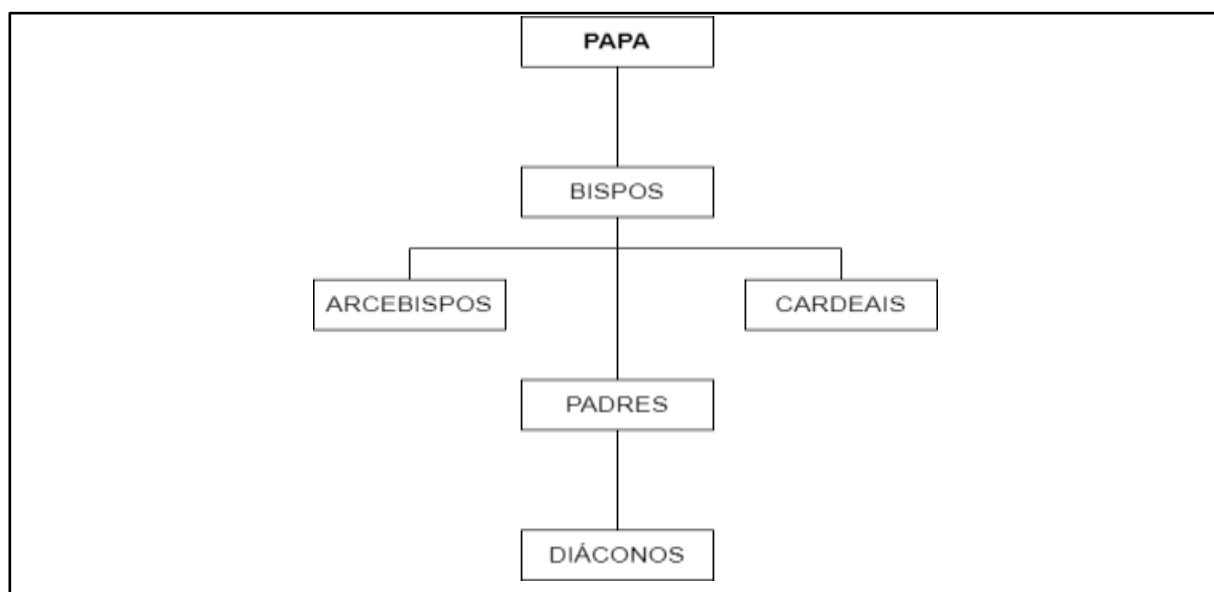 PAPA
BISPOS
ARCEBISPOS
CARDEAIS
PADRES
DIÁCONOS